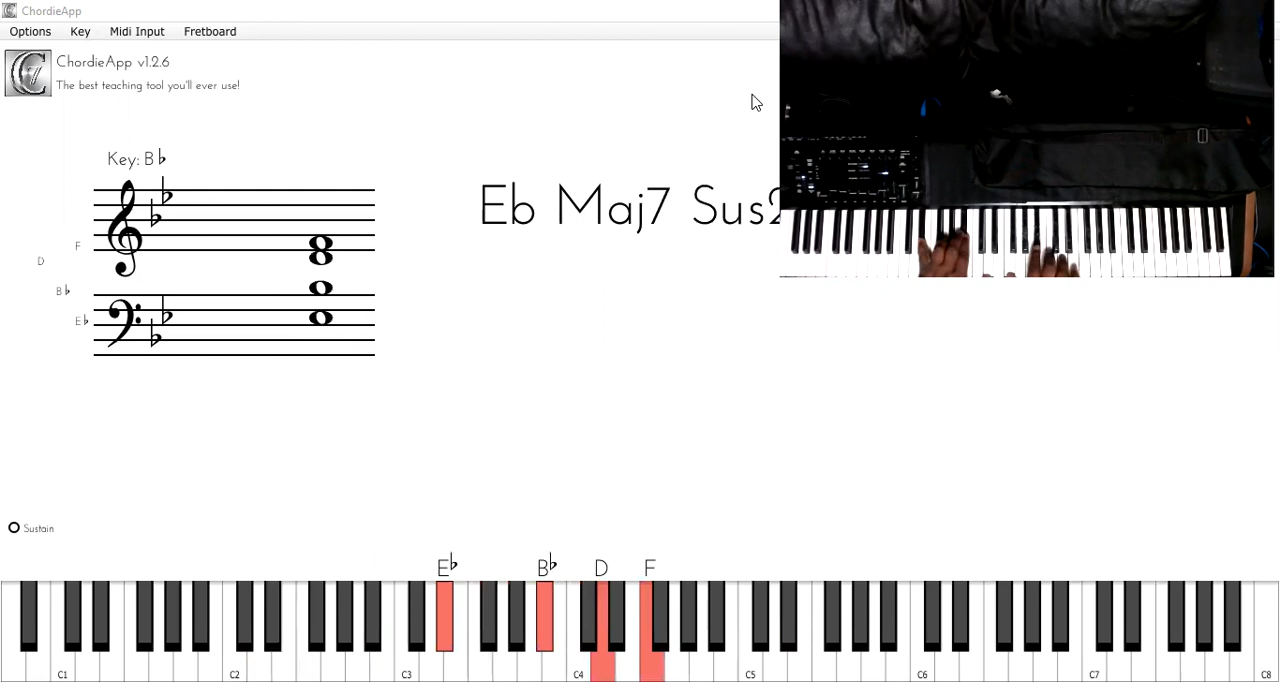 ChordieApp
Options Key Midi Input Fretboard
ChordieApp v1.2.6
The best teaching tool you'll ever use!
Key: B♭
Eb Maj7 Sus2
F
D
B♭
E♭
Sustain
E♭ B♭ D F
C1 C2 C3 C4 C5 C6 C7 C8